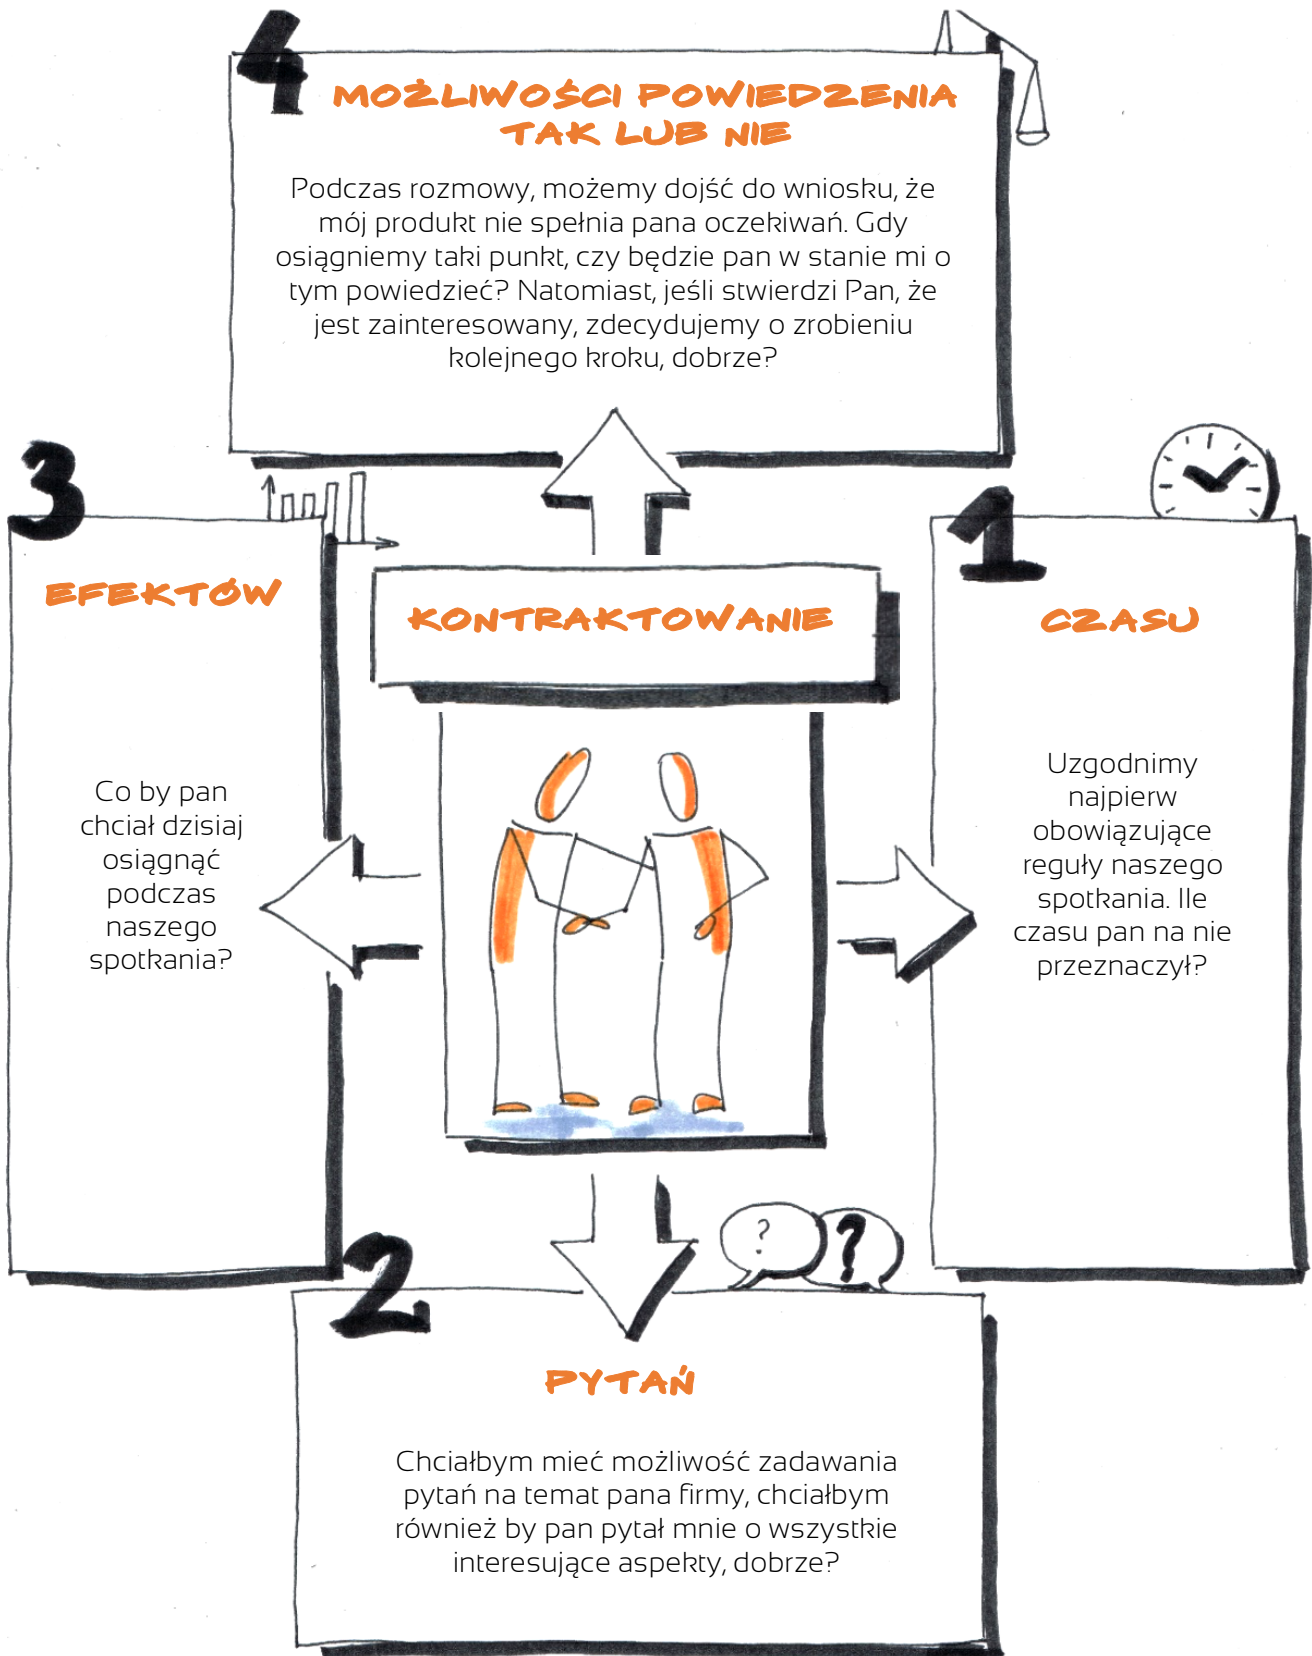 4
MOŻLIWOŚCI POWIEDZENIA
TAK LUB NIE
Podczas rozmowy, możemy dojść do wniosku, że
mój produkt nie spełnia pana oczekiwań. Gdy
osiągniemy taki punkt, czy będzie pan w stanie mi o
tym powiedzieć? Natomiast, jeśli stwierdzi Pan, że
jest zainteresowany, zdecydujemy o zrobieniu
kolejnego kroku, dobrze?
3
EFEKTÓW
Co by pan
chciał dzisiaj
osiągnąć
podczas
naszego
spotkania?
KONTRAKTOWANIE
1
CZASU
Uzgodnimy
najpierw
obowiązujące
reguły naszego
spotkania. Ile
czasu pan na nie
przeznaczył?
? ?
2
PYTAŃ
Chciałbym mieć możliwość zadawania
pytań na temat pana firmy, chciałbym
również by pan pytał mnie o wszystkie
interesujące aspekty, dobrze?